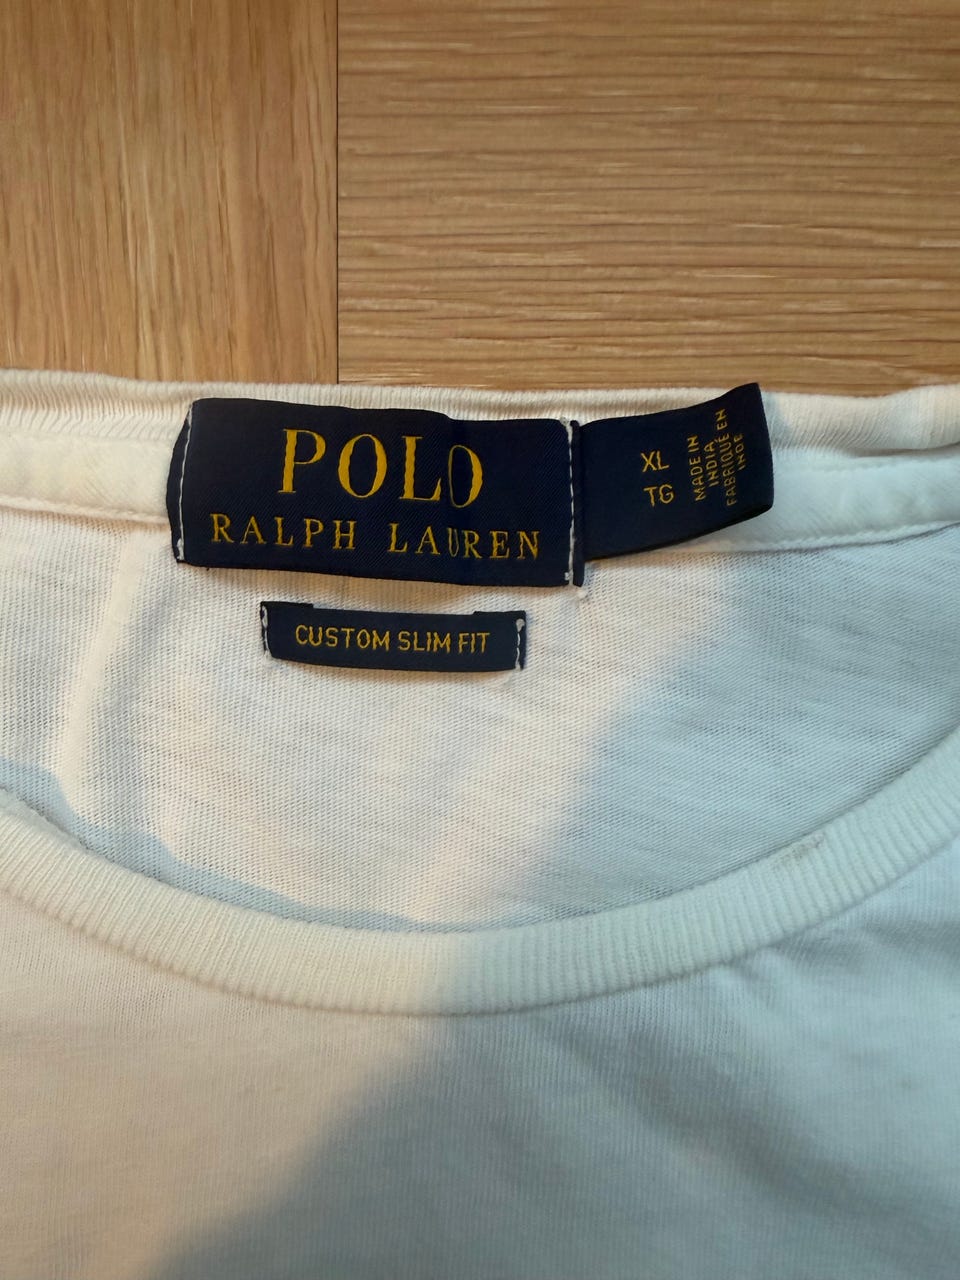 POLO
RALPH LAUREN
XL
TG
MADE IN
INDIA
FABRIQUÉ EN
INDE
CUSTOM SLIM FIT